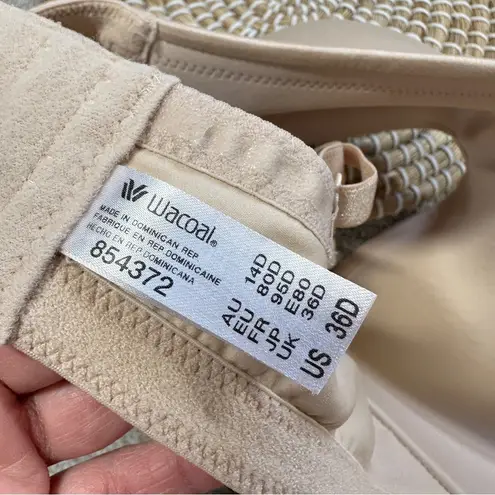 Wacoal®
MADE IN DOMINICAN REP
FABRIQUE EN REP DOMINICAINE
HECHO EN REP.DOMINICANA
854372
AU 14D
EF 80D
FR 95D
JP E80
UK 36D
US 36D